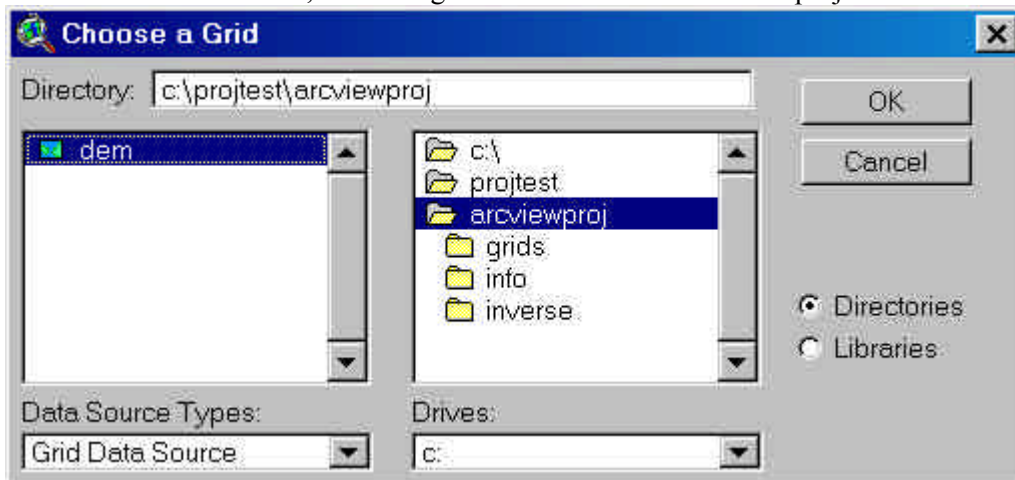 Choose a Grid
Directory: c:\projtest\arcviewproj
OK
Cancel
dem
c:\
projtest
arcviewproj
grids
info
inverse
Directories
Libraries
Data Source Types:
Grid Data Source
Drives:
c: